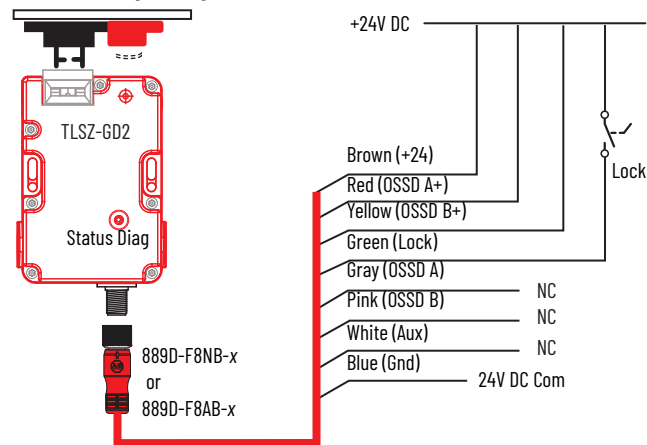 +24V DC
TLSZ-GD2
Lock
Brown (+24)
Red (OSSD A+)
Yellow (OSSD B+)
Green (Lock)
Status Diag
Gray (OSSD A)
NC
Pink (OSSD B)
NC
White (Aux)
NC
Blue (Gnd)
24V DC Com
889D-F8NB-x
or
889D-F8AB-x